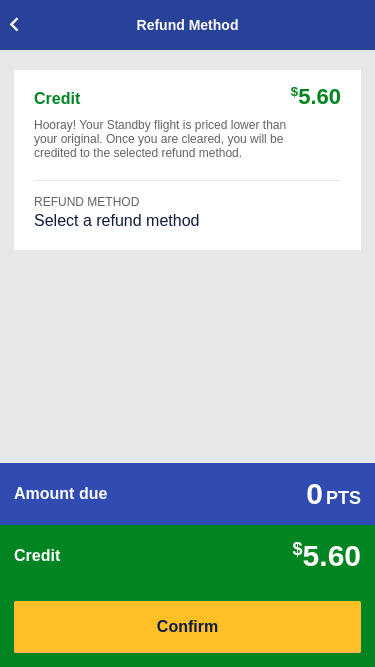 Refund Method
Credit
$5.60
Hooray! Your Standby flight is priced lower than
your original. Once you are cleared, you will be
credited to the selected refund method.
REFUND METHOD
Select a refund method
Amount due
0 PTS
Credit
$5.60
Confirm